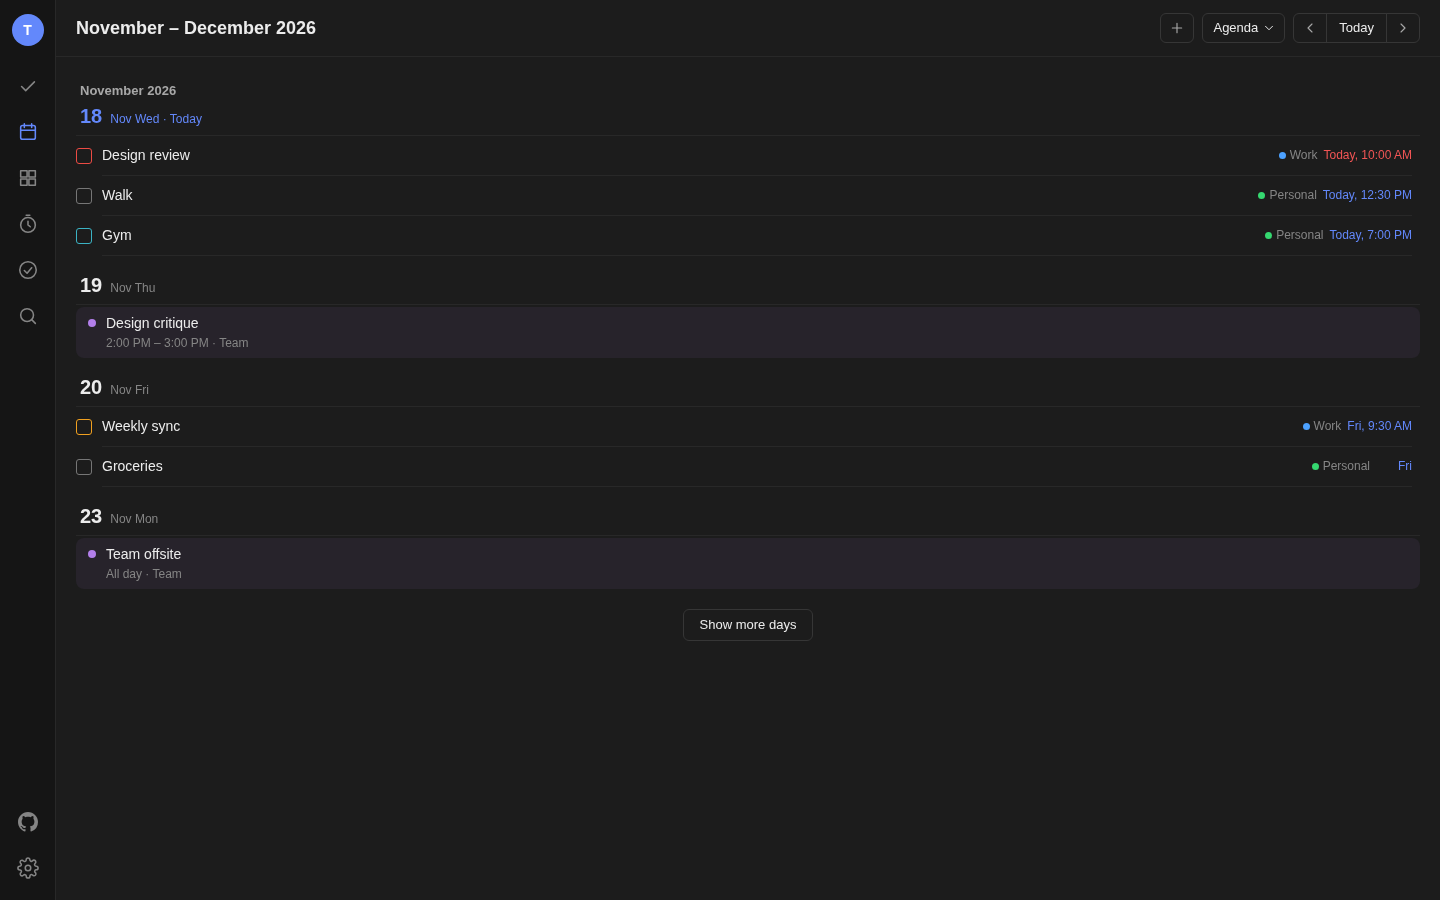 T
November – December 2026
Agenda
Today
November 2026
18 Nov Wed · Today
Design review Work Today, 10:00 AM
Walk Personal Today, 12:30 PM
Gym Personal Today, 7:00 PM
19 Nov Thu
Design critique
2:00 PM – 3:00 PM · Team
20 Nov Fri
Weekly sync Work Fri, 9:30 AM
Groceries Personal Fri
23 Nov Mon
Team offsite
All day · Team
Show more days